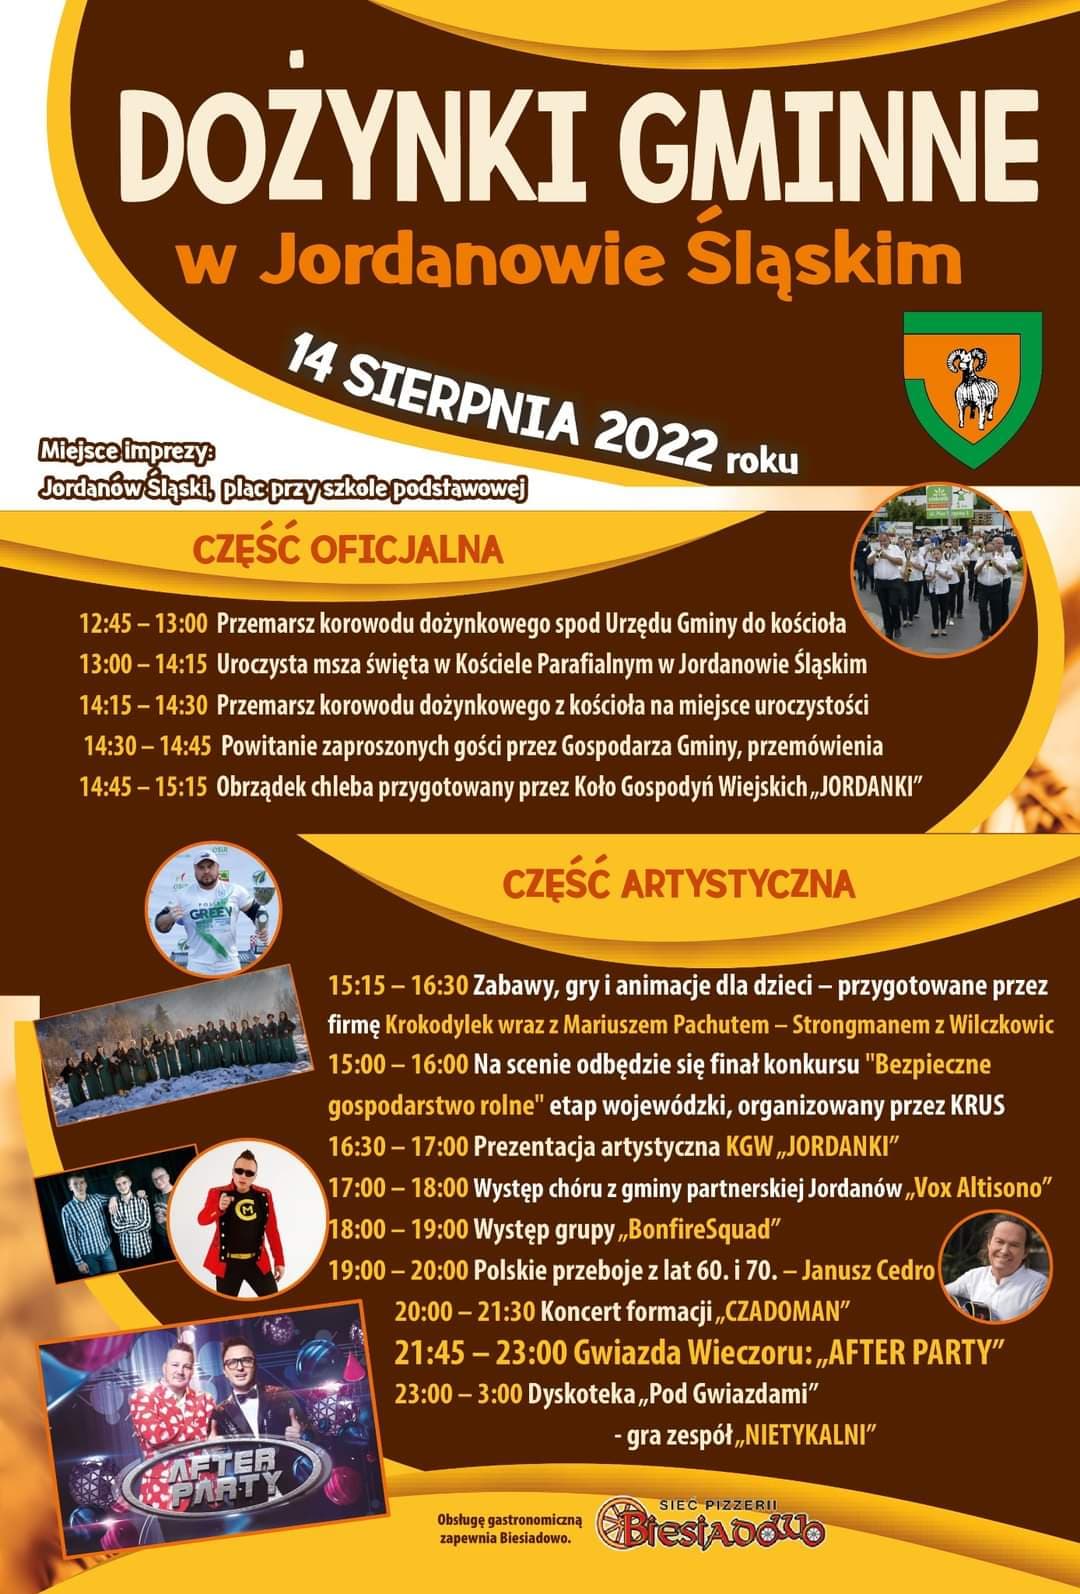 DOŻYNKI GMINNE
w Jordanowie Śląskim
14 SIERPNIA 2022 roku
Miejsce imprezy:
Jordanów Śląski, plac przy szkole podstawowej
CZĘŚĆ OFICJALNA
12:45 – 13:00 Przemarsz korowodu dożynkowego spod Urzędu Gminy do kościoła
13:00 – 14:15 Uroczysta msza święta w Kościele Parafialnym w Jordanowie Śląskim
14:15 – 14:30 Przemarsz korowodu dożynkowego z kościoła na miejsce uroczystości
14:30 – 14:45 Powitanie zaproszonych gości przez Gospodarza Gminy, przemówienia
14:45 – 15:15 Obrządek chleba przygotowany przez Koło Gospodyń Wiejskich „JORDANKI”
CZĘŚĆ ARTYSTYCZNA
GREEN
15:15 – 16:30 Zabawy, gry i animacje dla dzieci – przygotowane przez
firmę Krokodylek wraz z Mariuszem Pachutem – Strongmanem z Wilczkowic
15:00 – 16:00 Na scenie odbędzie się finał konkursu "Bezpieczne
gospodarstwo rolne" etap wojewódzki, organizowany przez KRUS
16:30 – 17:00 Prezentacja artystyczna KGW „JORDANKI”
17:00 – 18:00 Występ chóru z gminy partnerskiej Jordanów „Vox Altisono”
18:00 – 19:00 Występ grupy „BonfireSquad”
19:00 – 20:00 Polskie przeboje z lat 60. i 70. – Janusz Cedro
20:00 – 21:30 Koncert formacji „CZADOMAN”
21:45 – 23:00 Gwiazda Wieczoru: „AFTER PARTY”
23:00 – 3:00 Dyskoteka „Pod Gwiazdami”
- gra zespół „NIETYKALNI”
AFTER
PARTY
Obsługę gastronomiczną
zapewnia Biesiadowo.
SIEĆ PIZZERII
BIESIADOWO